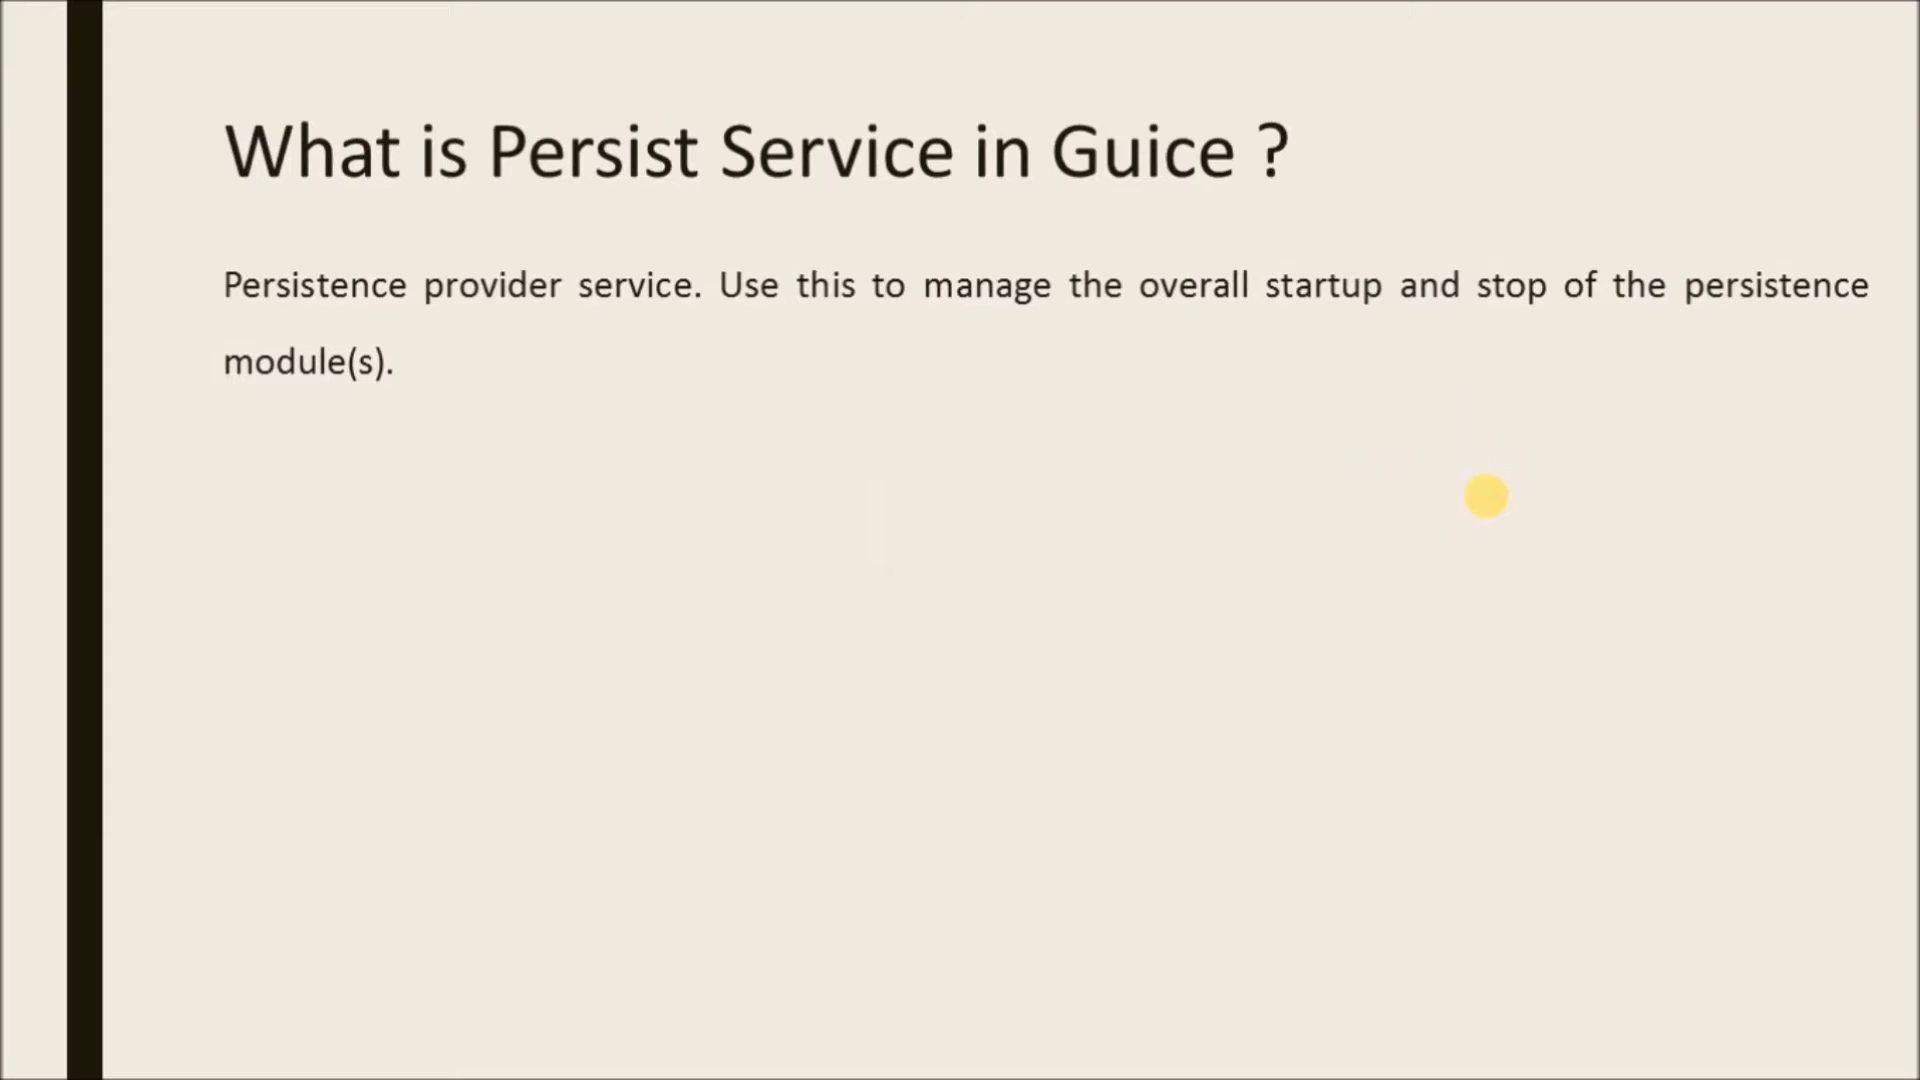 What is Persist Service in Guice ?
Persistence provider service. Use this to manage the overall startup and stop of the persistence
module(s).